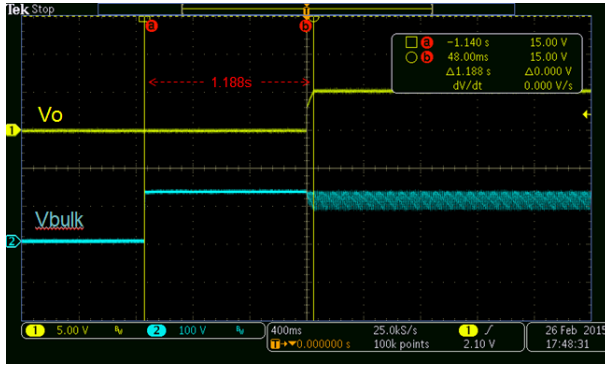 Tek Stop
T
a
b
a -1.140 s 15.00 V
b 48.00ms 15.00 V
Δ1.188 s Δ0.000 V
dV/dt 0.000 V/s
1.188s
Vo
1
Vbulk
2
1 5.00 V BW 2 100 V BW 400ms 25.0kS/s 1 2.10 V
T→▼0.000000 s 100k points
26 Feb 2015
17:48:31